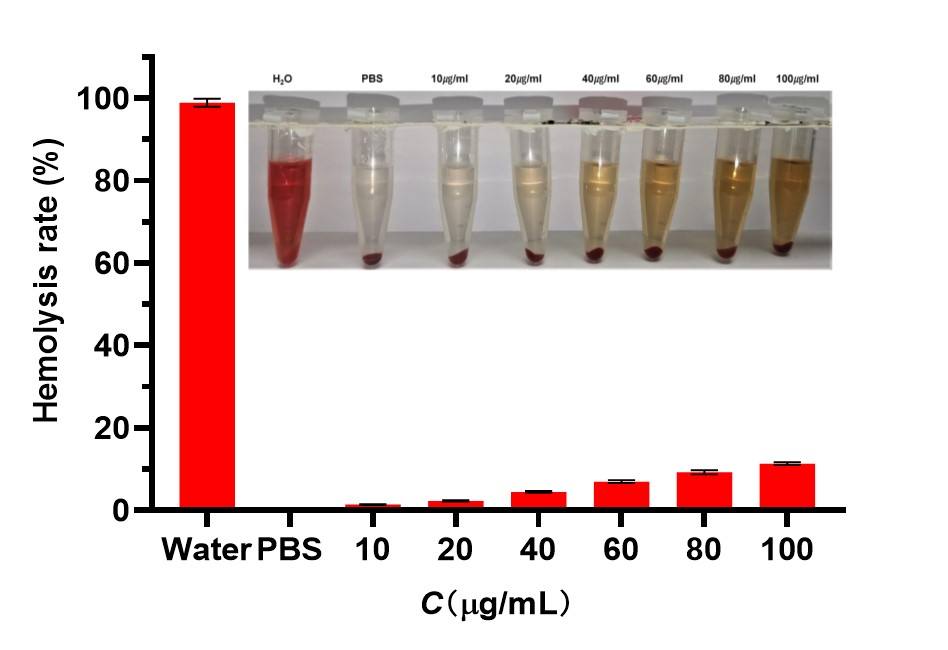 H₂O PBS 10μg/ml 20μg/ml 40μg/ml 60μg/ml 80μg/ml 100μg/ml
Hemolysis rate (%)
100
80
60
40
20
0
Water PBS 10 20 40 60 80 100
C（μg/mL）